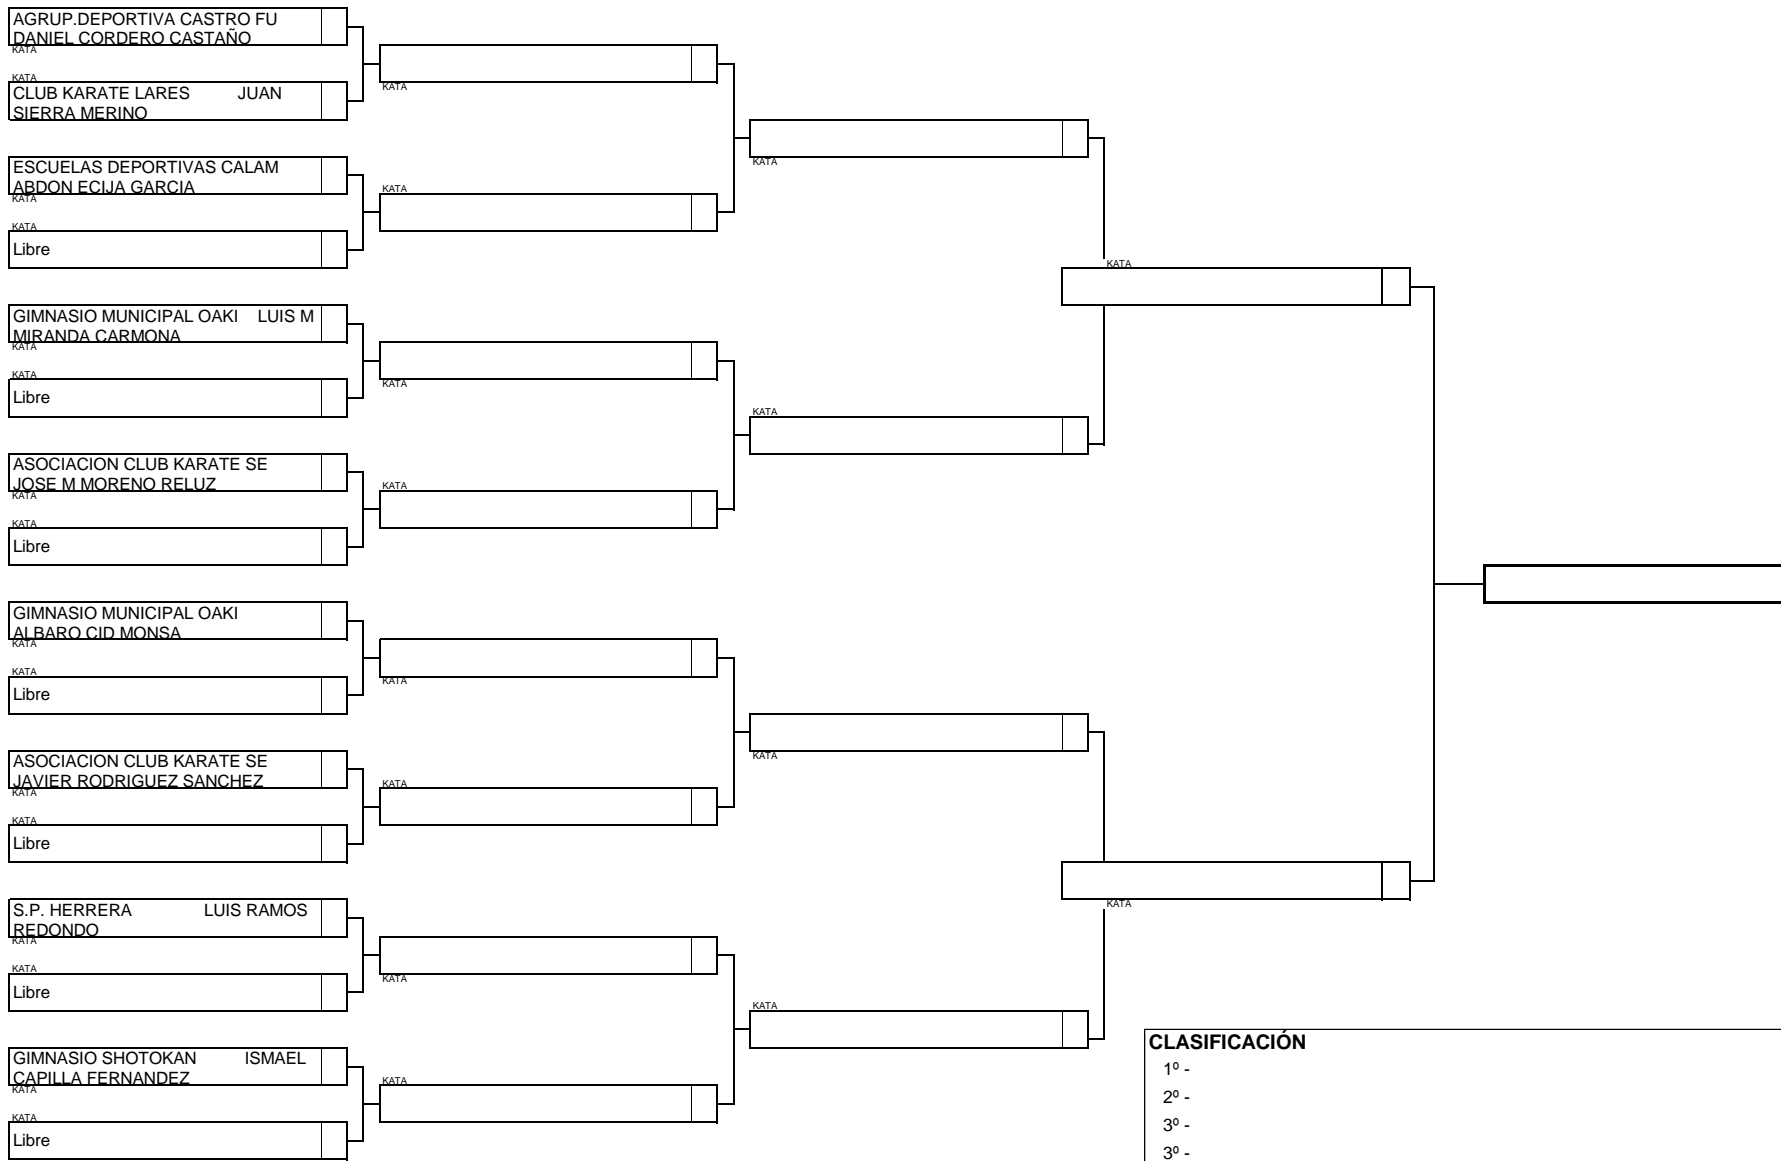 AGRUP.DEPORTIVA CASTRO FU
DANIEL CORDERO CASTAÑO
KATA
KATA
CLUB KARATE LARES JUAN
SIERRA MERINO
ESCUELAS DEPORTIVAS CALAM
ABDON ECIJA GARCIA
KATA
KATA
Libre
GIMNASIO MUNICIPAL OAKI LUIS M
MIRANDA CARMONA
KATA
KATA
Libre
ASOCIACION CLUB KARATE SE
JOSE M MORENO RELUZ
KATA
KATA
Libre
GIMNASIO MUNICIPAL OAKI
ALBARO CID MONSA
KATA
KATA
Libre
ASOCIACION CLUB KARATE SE
JAVIER RODRIGUEZ SANCHEZ
KATA
KATA
Libre
S.P. HERRERA LUIS RAMOS
REDONDO
KATA
KATA
Libre
GIMNASIO SHOTOKAN ISMAEL
CAPILLA FERNANDEZ
KATA
KATA
Libre
KATA
KATA
KATA
KATA
KATA
KATA
KATA
KATA
KATA
KATA
KATA
KATA
KATA
KATA
CLASIFICACIÓN
1º -
2º -
3º -
3º -